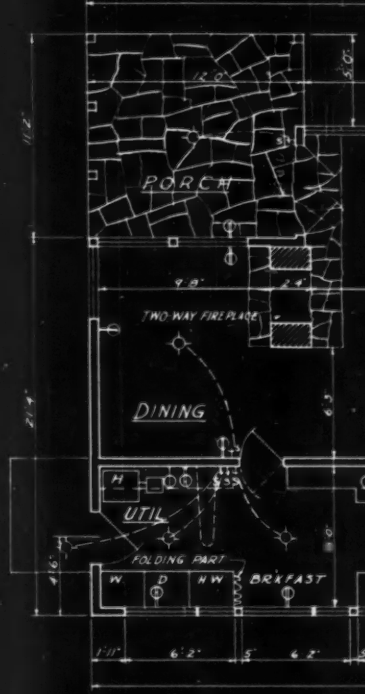 12'0"
5'0"
11'2"
PORCH
9'8"
2'4"
TWO-WAY FIREPLACE
21'4"
DINING
6'3"
H
UTIL
FOLDING PART
W D HW BRKFAST
4'6"
1'11" 6'2" 5" 6'2"